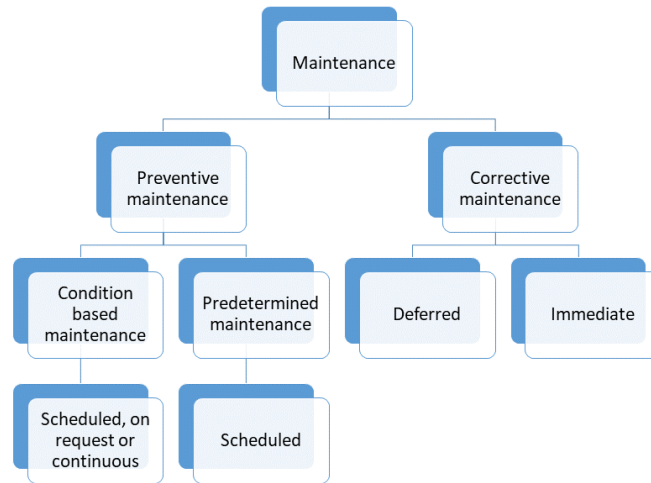 Maintenance
Preventive
maintenance
Corrective
maintenance
Condition
based
maintenance
Predetermined
maintenance
Deferred
Immediate
Scheduled, on
request or
continuous
Scheduled